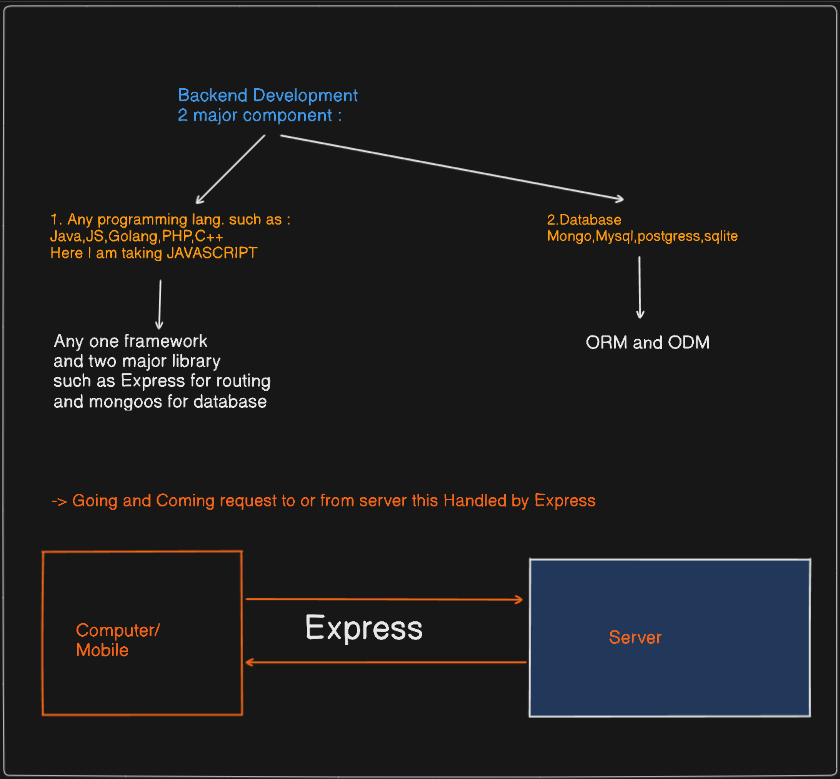 Backend Development
2 major component :
1. Any programming lang. such as :
Java,JS,Golang,PHP,C++
Here I am taking JAVASCRIPT
2.Database
Mongo,Mysql,postgress,sqlite
Any one framework
and two major library
such as Express for routing
and mongoos for database
ORM and ODM
-> Going and Coming request to or from server this Handled by Express
Computer/
Mobile
Express
Server